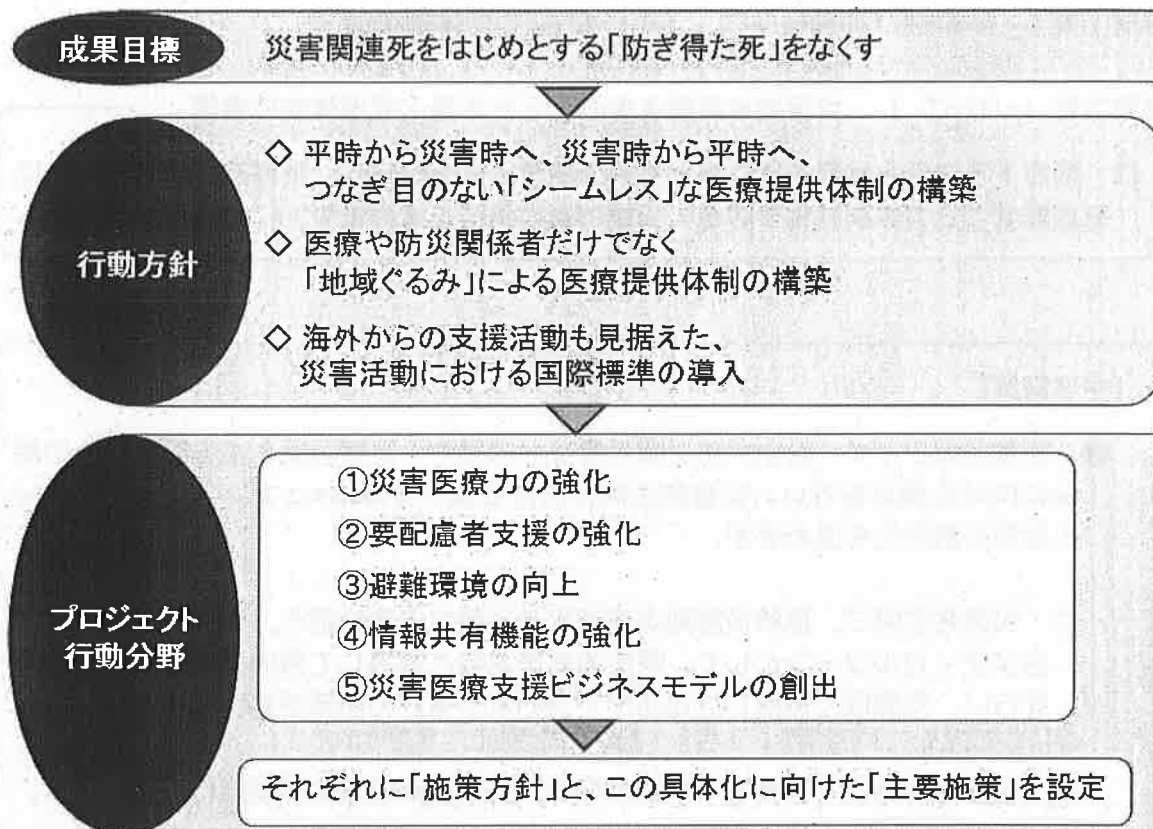 成果目標
災害関連死をはじめとする「防ぎ得た死」をなくす
行動方針
◇ 平時から災害時へ、災害時から平時へ、
つなぎ目のない「シームレス」な医療提供体制の構築
◇ 医療や防災関係者だけでなく
「地域ぐるみ」による医療提供体制の構築
◇ 海外からの支援活動も見据えた、
災害活動における国際標準の導入
プロジェクト
行動分野
①災害医療力の強化
②要配慮者支援の強化
③避難環境の向上
④情報共有機能の強化
⑤災害医療支援ビジネスモデルの創出
それぞれに「施策方針」と、この具体化に向けた「主要施策」を設定